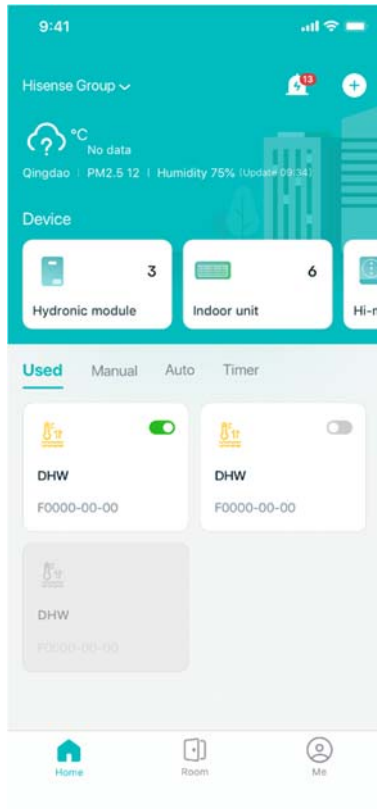 9:41
Hisense Group
13
°C
No data
Qingdao | PM2.5 12 | Humidity 75% (Update 09:34)
Device
3
6
Hydronic module
Indoor unit
Used Manual Auto Timer
DHW
DHW
F0000-00-00
F0000-00-00
DHW
F0000-00-00
Home
Room
Me